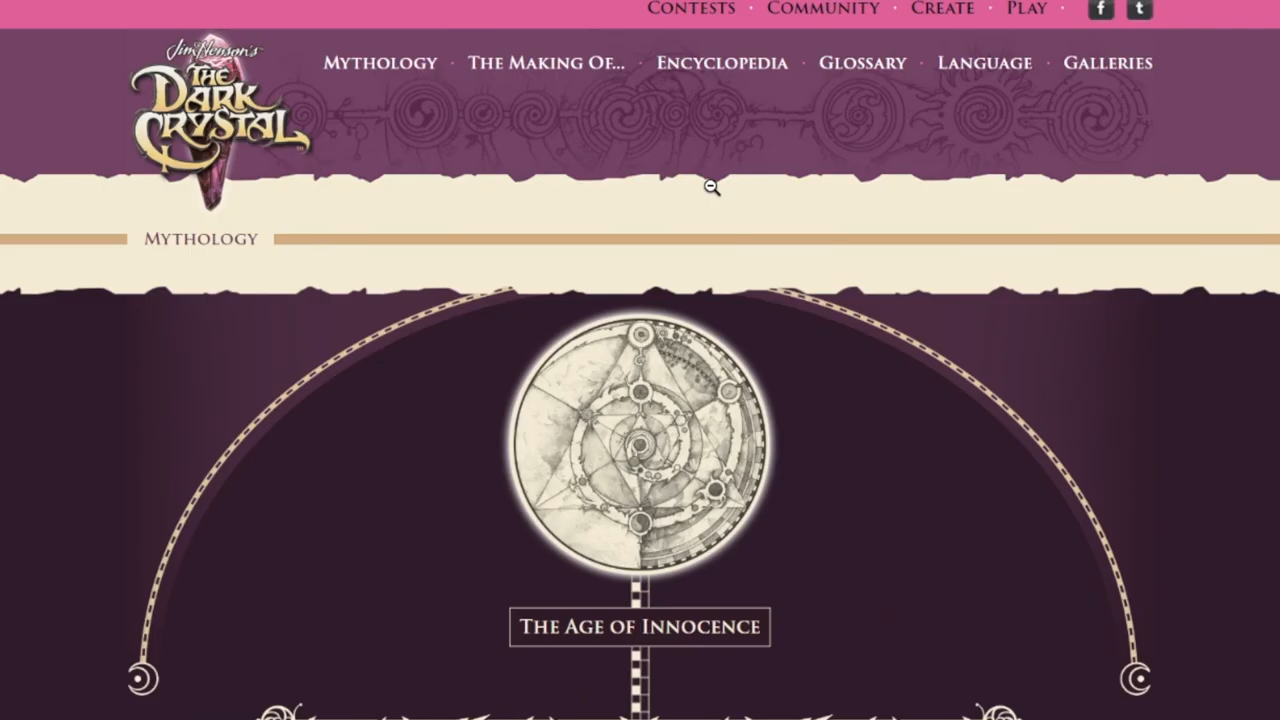 Contests · Community · Create · Play · f t
Jim Henson's
The
Dark
Crystal™
Mythology · The Making Of... · Encyclopedia · Glossary · Language · Galleries
Mythology
The Age of Innocence